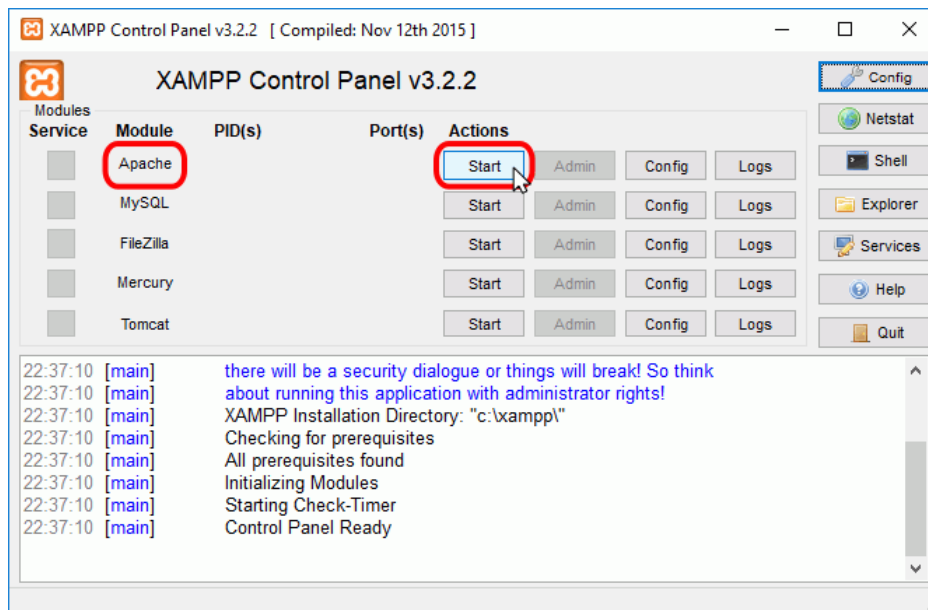 XAMPP Control Panel v3.2.2 [ Compiled: Nov 12th 2015 ]
XAMPP Control Panel v3.2.2
Config
Modules
Service Module PID(s) Port(s) Actions
Netstat
Apache Start Admin Config Logs
Shell
MySQL Start Admin Config Logs
Explorer
FileZilla Start Admin Config Logs
Services
Mercury Start Admin Config Logs
Help
Tomcat Start Admin Config Logs
Quit
22:37:10 [main] there will be a security dialogue or things will break! So think
22:37:10 [main] about running this application with administrator rights!
22:37:10 [main] XAMPP Installation Directory: "c:\xampp\"
22:37:10 [main] Checking for prerequisites
22:37:10 [main] All prerequisites found
22:37:10 [main] Initializing Modules
22:37:10 [main] Starting Check-Timer
22:37:10 [main] Control Panel Ready